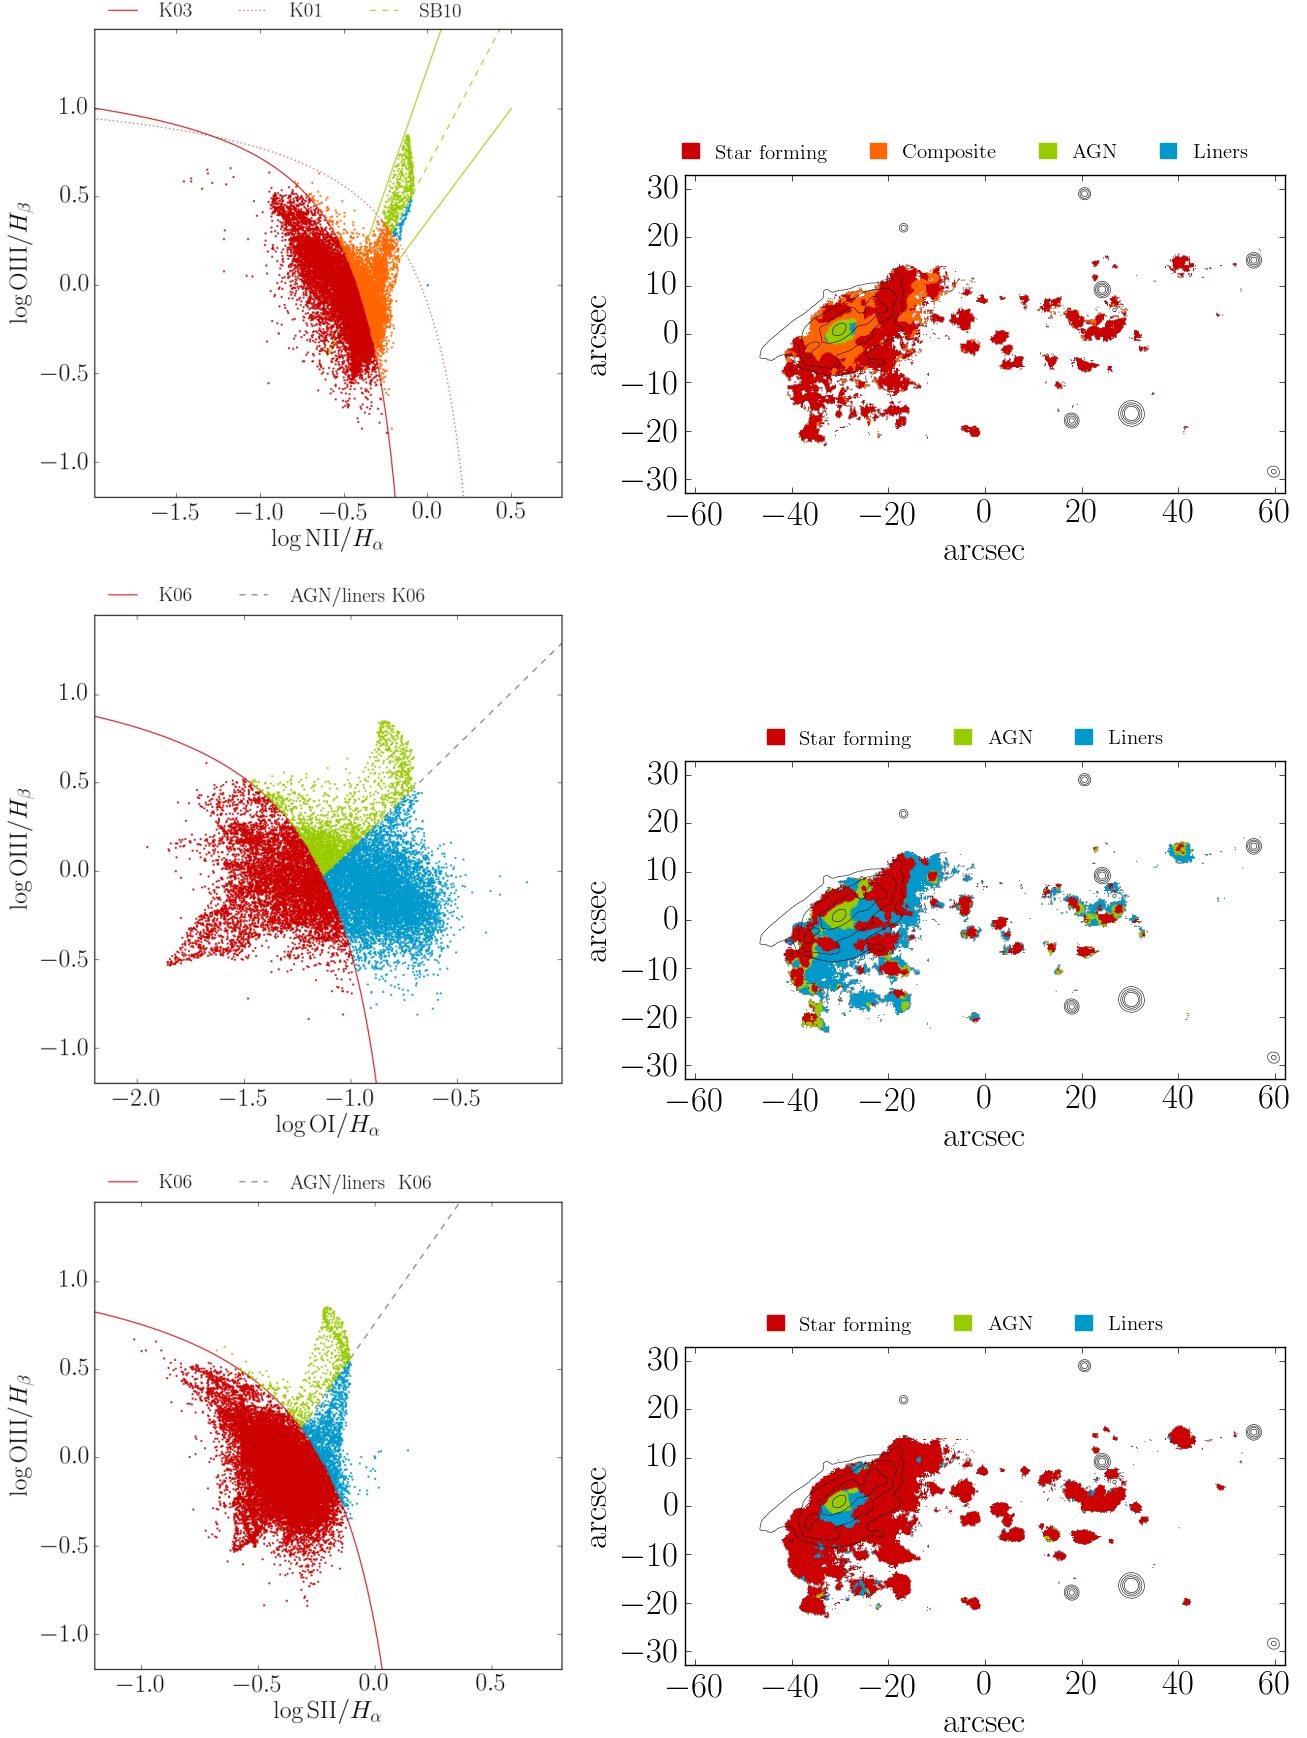 K03 K01 SB10
1.0
0.5
0.0
−0.5
−1.0
log OIII/Hβ
−1.5 −1.0 −0.5 0.0 0.5
log NII/Hα
Star forming Composite AGN Liners
30
20
10
0
−10
−20
−30
arcsec
−60 −40 −20 0 20 40 60
arcsec
K06 AGN/liners K06
1.0
0.5
0.0
−0.5
−1.0
log OIII/Hβ
−2.0 −1.5 −1.0 −0.5
log OI/Hα
Star forming AGN Liners
30
20
10
0
−10
−20
−30
arcsec
−60 −40 −20 0 20 40 60
arcsec
K06 AGN/liners K06
1.0
0.5
0.0
−0.5
−1.0
log OIII/Hβ
−1.0 −0.5 0.0 0.5
log SII/Hα
Star forming AGN Liners
30
20
10
0
−10
−20
−30
arcsec
−60 −40 −20 0 20 40 60
arcsec